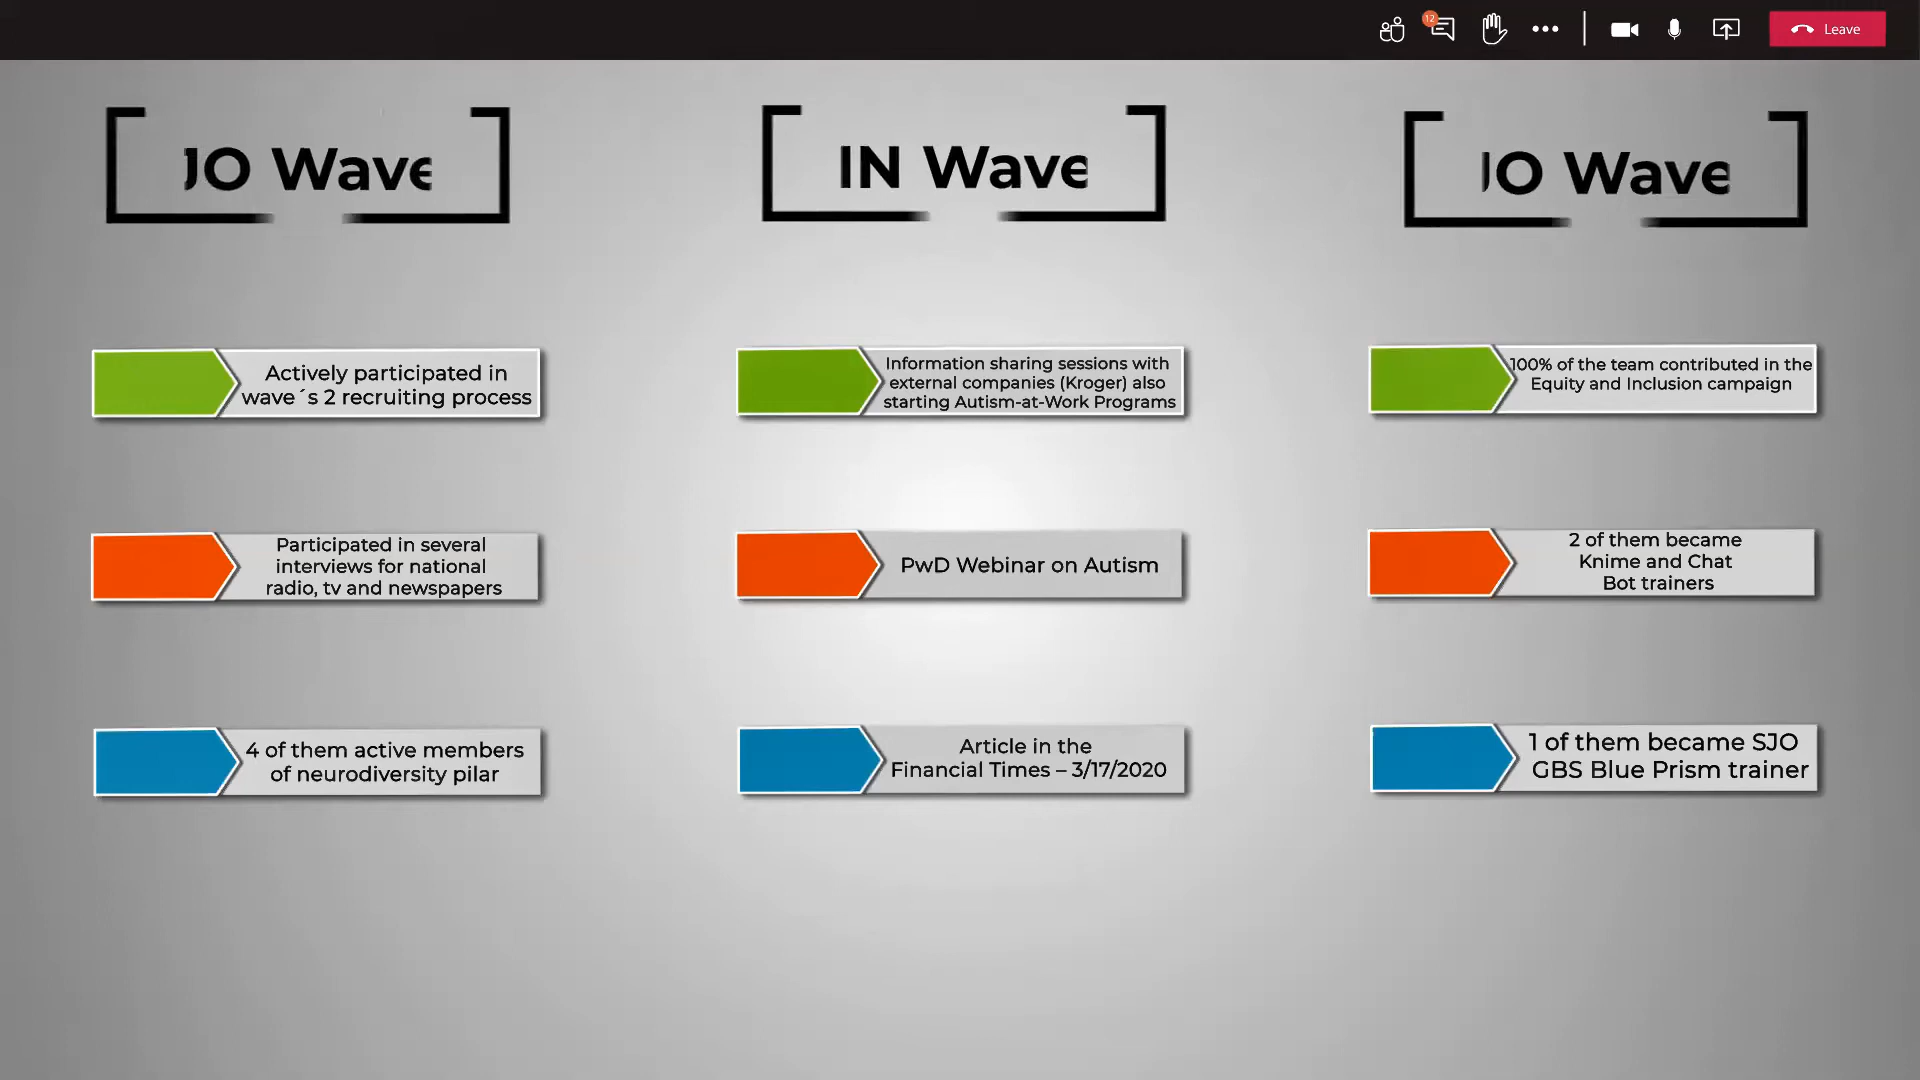 12
Leave
JO Wave
IN Wave
JO Wave
Actively participated in
wave´s 2 recruiting process
Information sharing sessions with
external companies (Kroger) also
starting Autism-at-Work Programs
100% of the team contributed in the
Equity and Inclusion campaign
Participated in several
interviews for national
radio, tv and newspapers
PwD Webinar on Autism
2 of them became
Knime and Chat
Bot trainers
4 of them active members
of neurodiversity pilar
Article in the
Financial Times – 3/17/2020
1 of them became SJO
GBS Blue Prism trainer